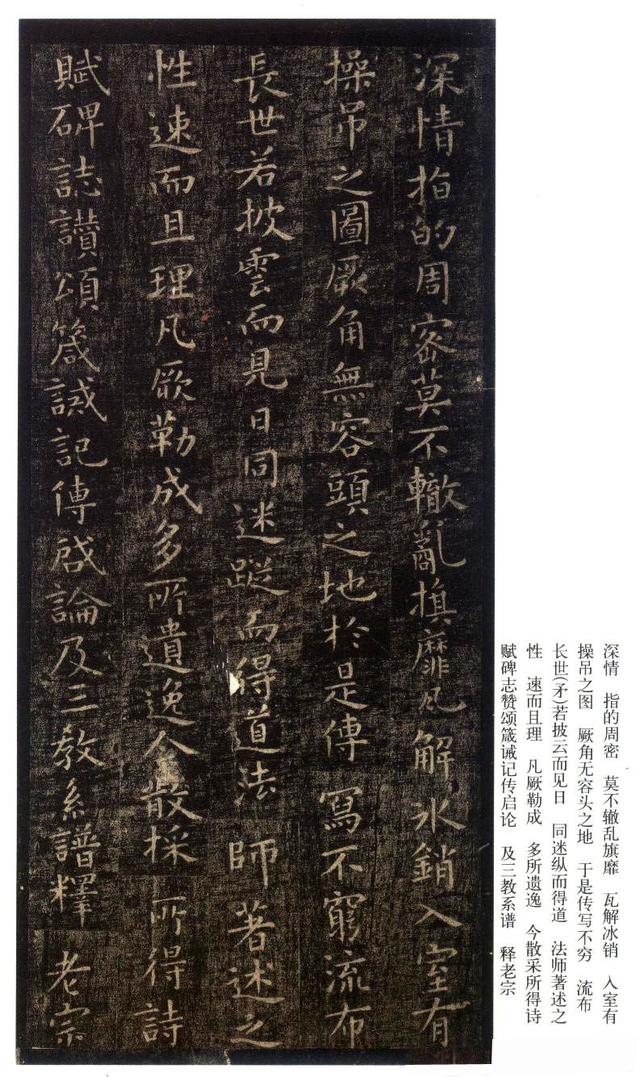 深情指的周密莫不轍亂旗靡瓦解冰銷入室有
操吊之圖厥角無容頭之地於是傳寫不窮流布
長世若披雲而見日同迷蹤而得道法師著述之
性速而且理凡厥勒成多所遺逸今散採所得詩
賦碑誌讃頌箴誡記傳啟論及三教系譜釋老宗
深情 指的周密 莫不辙乱旗靡 瓦解冰销 入室有
操吊之图 厥角无容头之地 于是传写不穷 流布
长世(矛)若披云而见日 同迷纵而得道 法师著述之
性 速而且理 凡厥勒成 多所遗逸 今散采所得诗
赋碑志赞颂箴诫记传启论 及三教系谱 释老宗